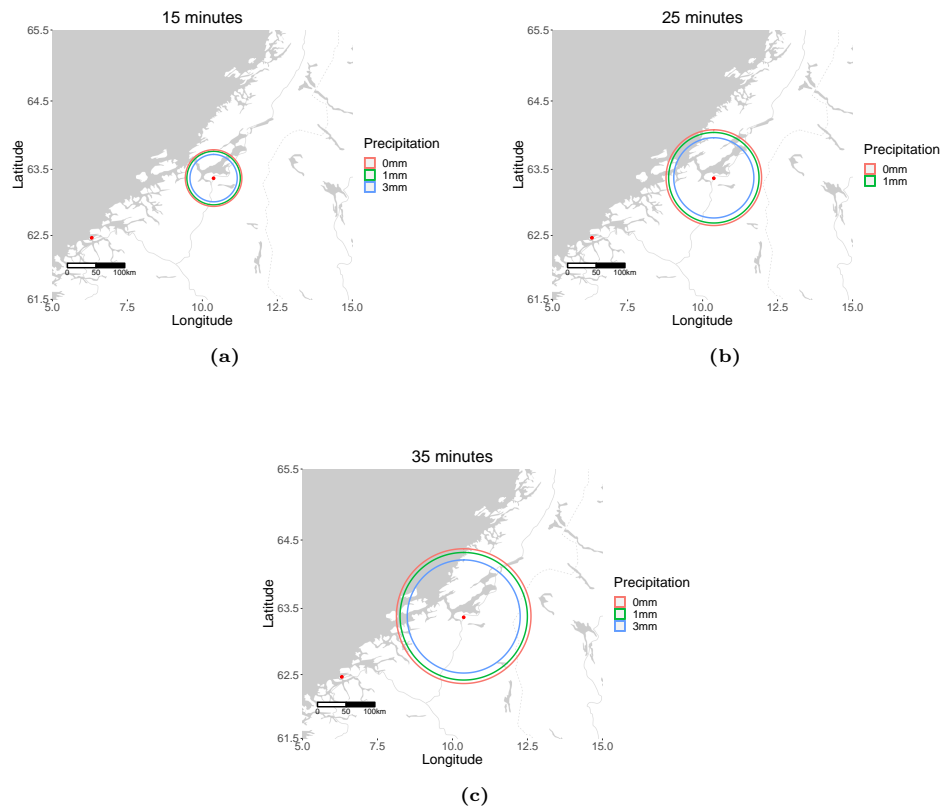 15 minutes
65.5
64.5
63.5
62.5
61.5
Latitude
5.0 7.5 10.0 12.5 15.0
Longitude
0 50 100km
Precipitation
0mm
1mm
3mm
(a)
25 minutes
65.5
64.5
63.5
62.5
61.5
Latitude
5.0 7.5 10.0 12.5 15.0
Longitude
0 50 100km
Precipitation
0mm
1mm
(b)
35 minutes
65.5
64.5
63.5
62.5
61.5
Latitude
5.0 7.5 10.0 12.5 15.0
Longitude
0 50 100km
Precipitation
0mm
1mm
3mm
(c)